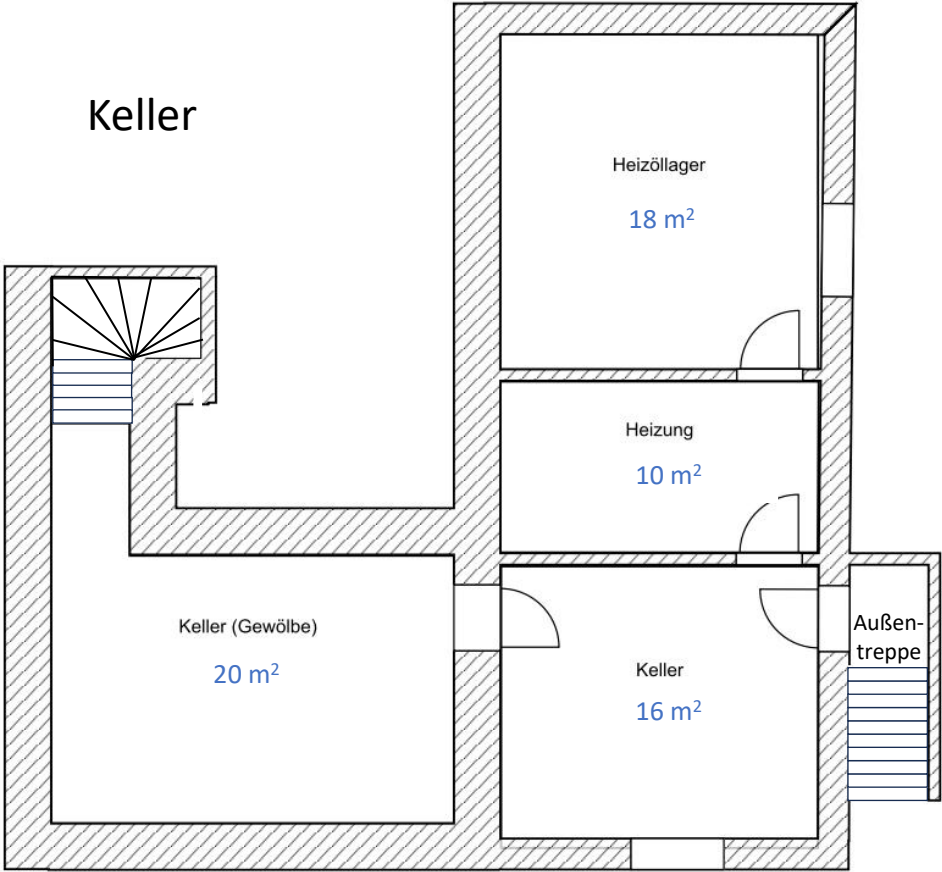 Keller
Heizöllager
18 m²
Heizung
10 m²
Keller (Gewölbe)
20 m²
Keller
16 m²
Außen-
treppe